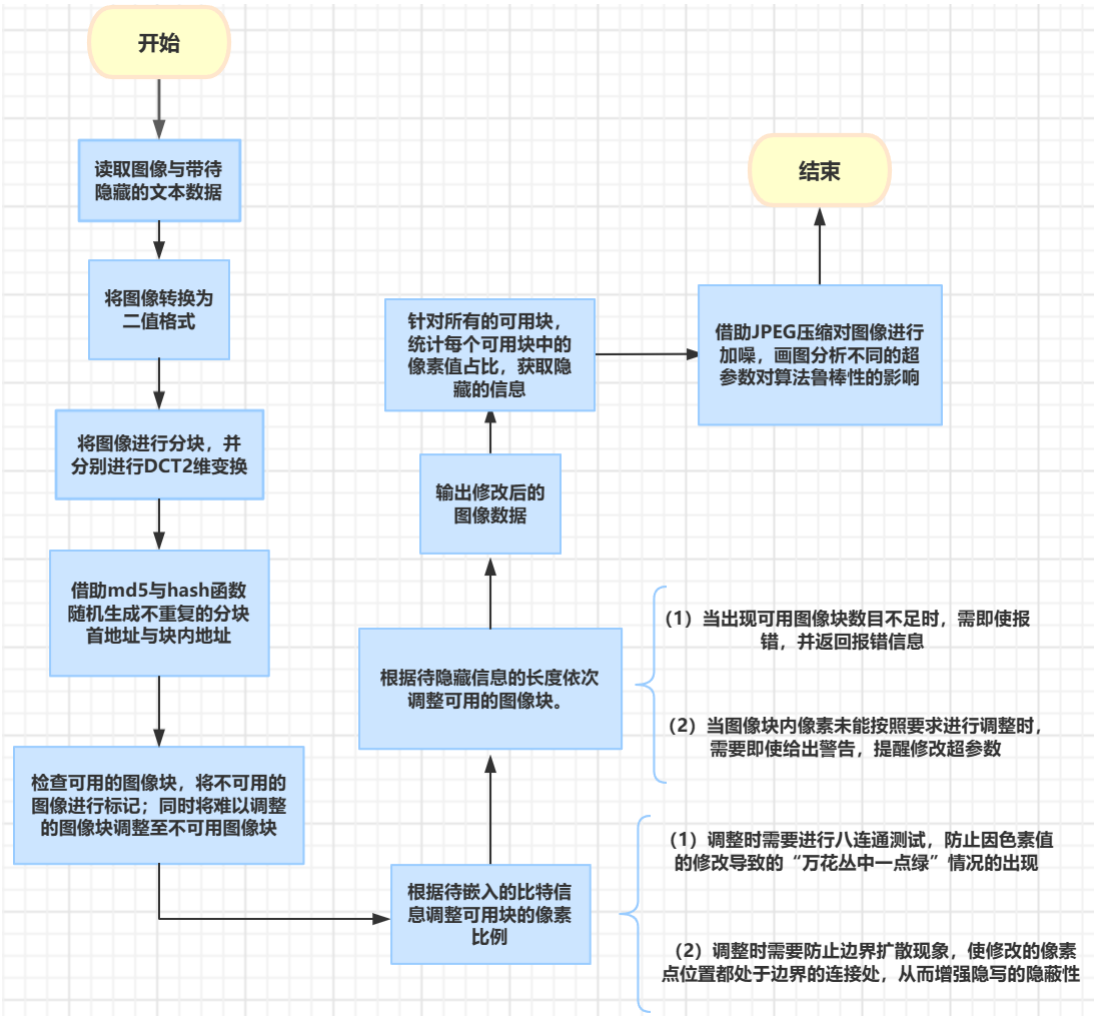 开始
读取图像与带待
隐藏的文本数据
将图像转换为
二值格式
将图像进行分块，并
分别进行DCT2维变换
借助md5与hash函数
随机生成不重复的分块
首地址与块内地址
检查可用的图像块，将不可用的
图像进行标记；同时将难以调整
的图像块调整至不可用图像块
根据待嵌入的比特信
息调整可用块的像素
比例
（1）调整时需要进行八连通测试，防止因色素值
的修改导致的“万花丛中一点绿”情况的出现
（2）调整时需要防止边界扩散现象，使修改的像素
点位置都处于边界的连接处，从而增强隐写的隐蔽性
根据待隐藏信息的长度依次
调整可用的图像块。
（1）当出现可用图像块数目不足时，需即使报
错，并返回报错信息
（2）当图像块内像素未能按照要求进行调整时，
需要即使给出警告，提醒修改超参数
输出修改后的
图像数据
针对所有的可用块，
统计每个可用块中的
像素值占比，获取隐
藏的信息
借助JPEG压缩对图像进行
加噪，画图分析不同的超
参数对算法鲁棒性的影响
结束